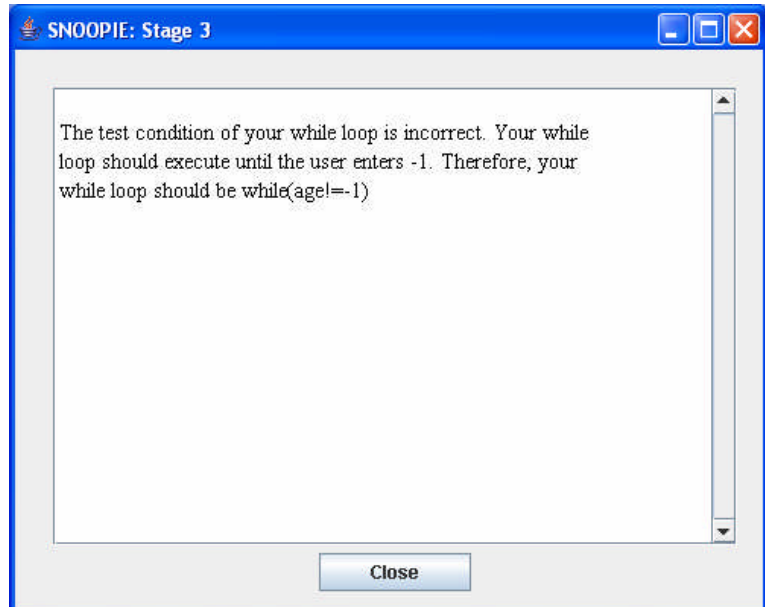 SNOOPIE: Stage 3
The test condition of your while loop is incorrect. Your while
loop should execute until the user enters -1. Therefore, your
while loop should be while(age!=-1)
Close